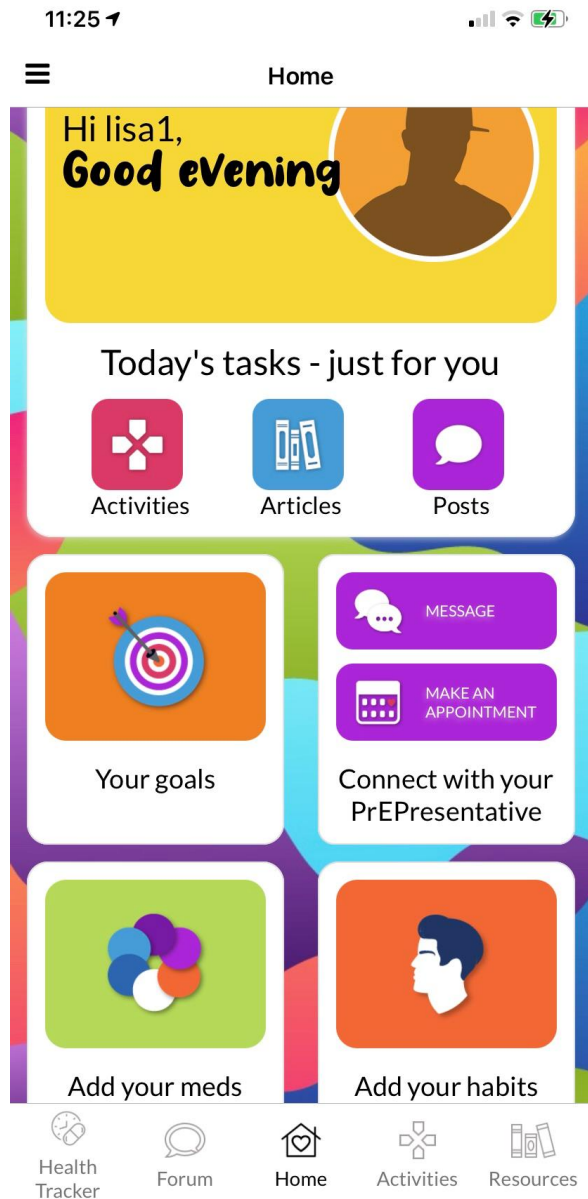 11:25
Home
Hi lisa1,
Good evening
Today's tasks - just for you
Activities
Articles
Posts
MESSAGE
MAKE AN
APPOINTMENT
Your goals
Connect with your
PrEPresentative
Add your meds
Add your habits
Health
Tracker
Forum
Home
Activities
Resources